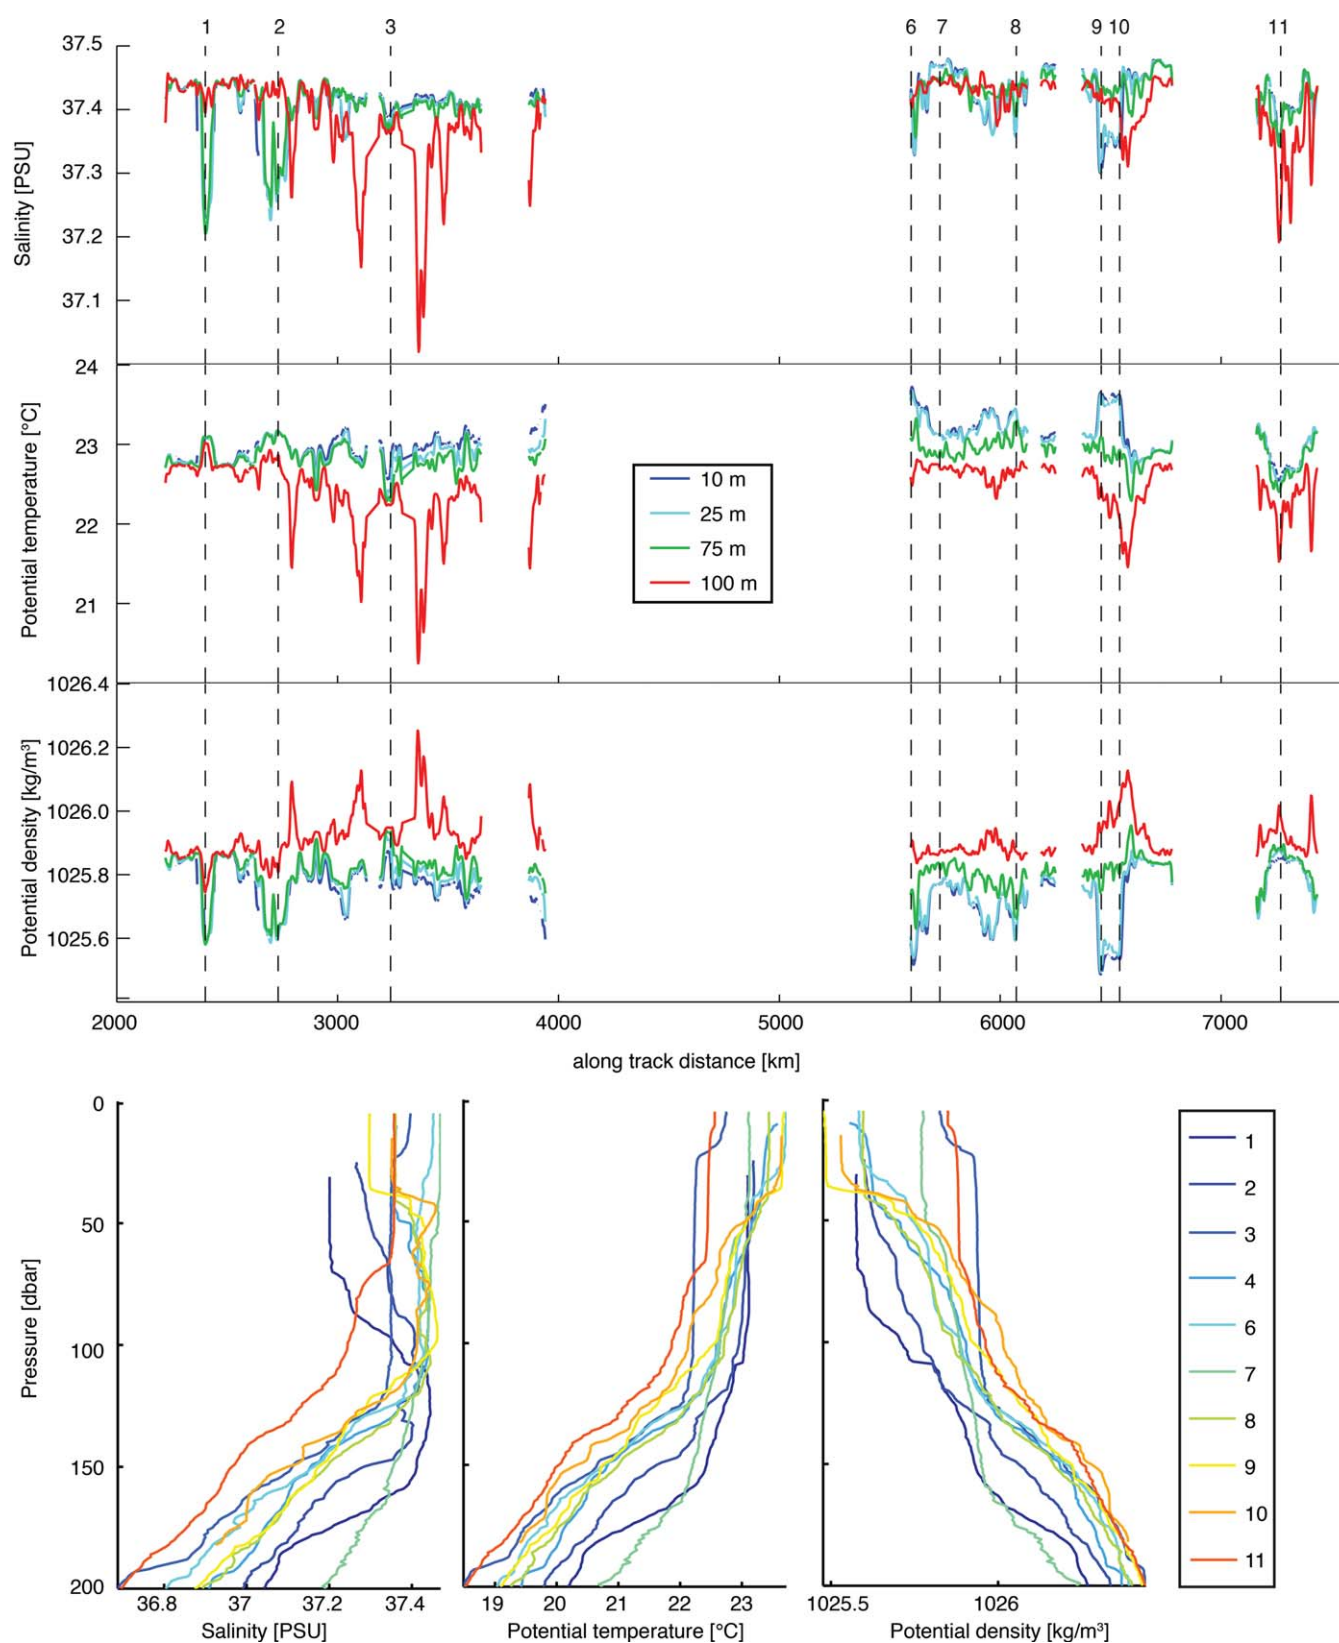 1 2 3 6 7 8 9 10 11
37.5
37.4
37.3
37.2
37.1
Salinity [PSU]
24
23
22
21
Potential temperature [°C]
10 m
25 m
75 m
100 m
1026.4
1026.2
1026.0
1025.8
1025.6
Potential density [kg/m³]
2000 3000 4000 5000 6000 7000
along track distance [km]
0
50
100
150
200
Pressure [dbar]
36.8 37 37.2 37.4
Salinity [PSU]
19 20 21 22 23
Potential temperature [°C]
1025.5 1026
Potential density [kg/m³]
1
2
3
4
6
7
8
9
10
11